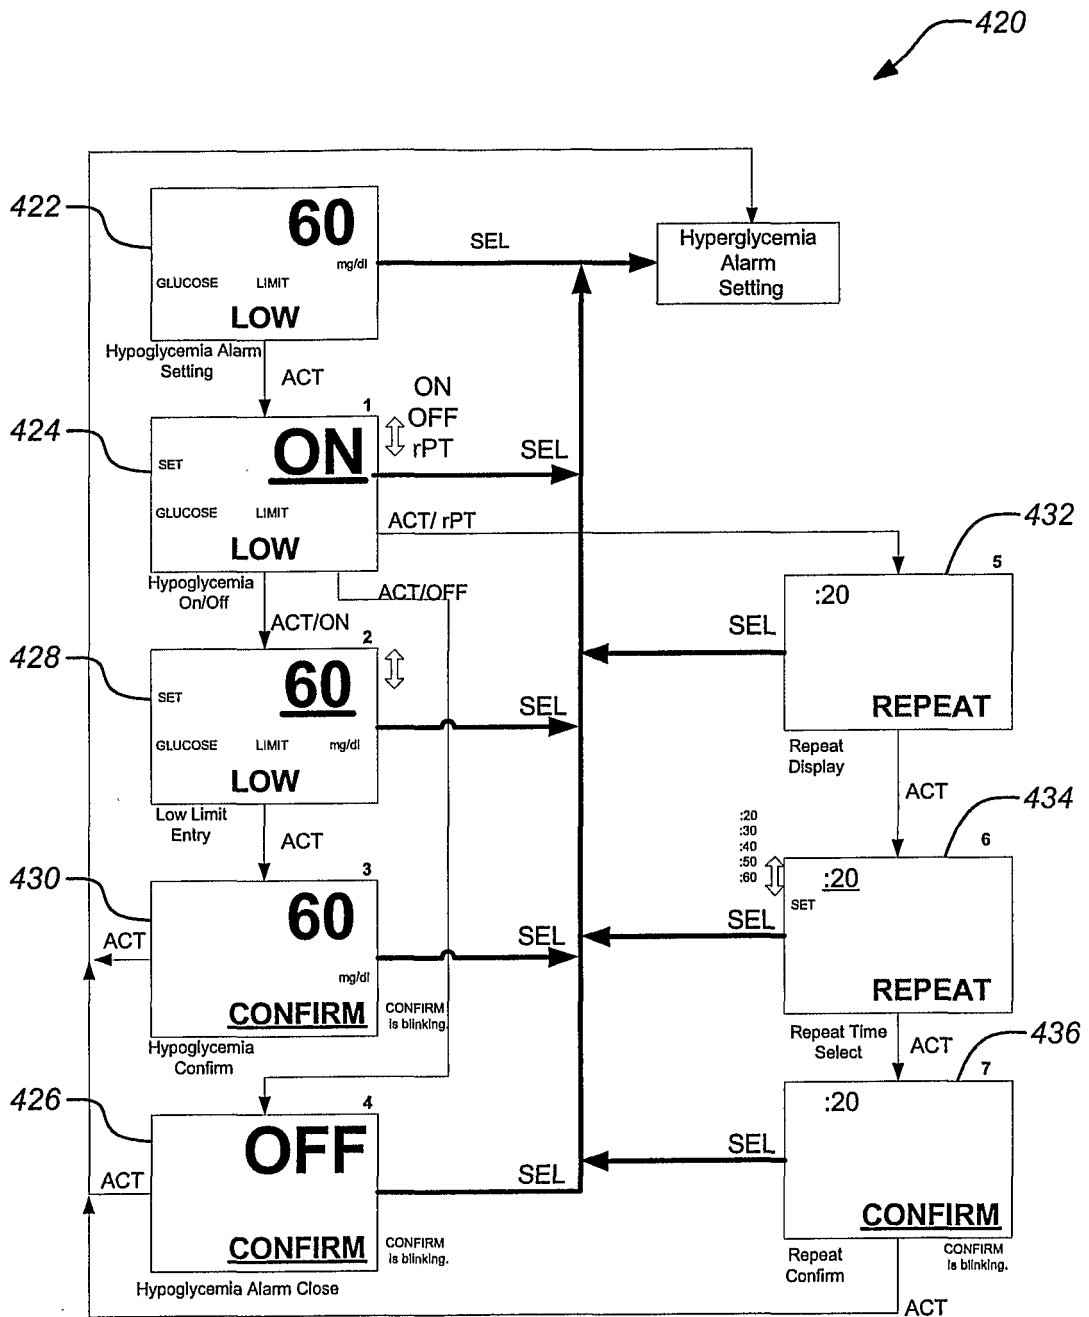 420
422
60
mg/dl
GLUCOSE LIMIT
LOW
Hypoglycemia Alarm
Setting
SEL
Hyperglycemia
Alarm
Setting
ACT
424
1
SET
ON
GLUCOSE LIMIT
LOW
Hypoglycemia
On/Off
ON
OFF
rPT
SEL
ACT/ rPT
ACT/OFF
ACT/ON
432
5
:20
REPEAT
Repeat
Display
SEL
ACT
428
2
SET
60
GLUCOSE LIMIT mg/dl
LOW
Low Limit
Entry
SEL
ACT
434
6
:20
:30
:40
:50
:60
:20
SET
REPEAT
Repeat Time
Select
SEL
ACT
430
3
60
mg/dl
CONFIRM
CONFIRM
is blinking.
Hypoglycemia
Confirm
ACT
SEL
436
7
:20
CONFIRM
CONFIRM
is blinking.
Repeat
Confirm
SEL
ACT
426
4
OFF
CONFIRM
CONFIRM
is blinking.
Hypoglycemia Alarm Close
ACT
SEL